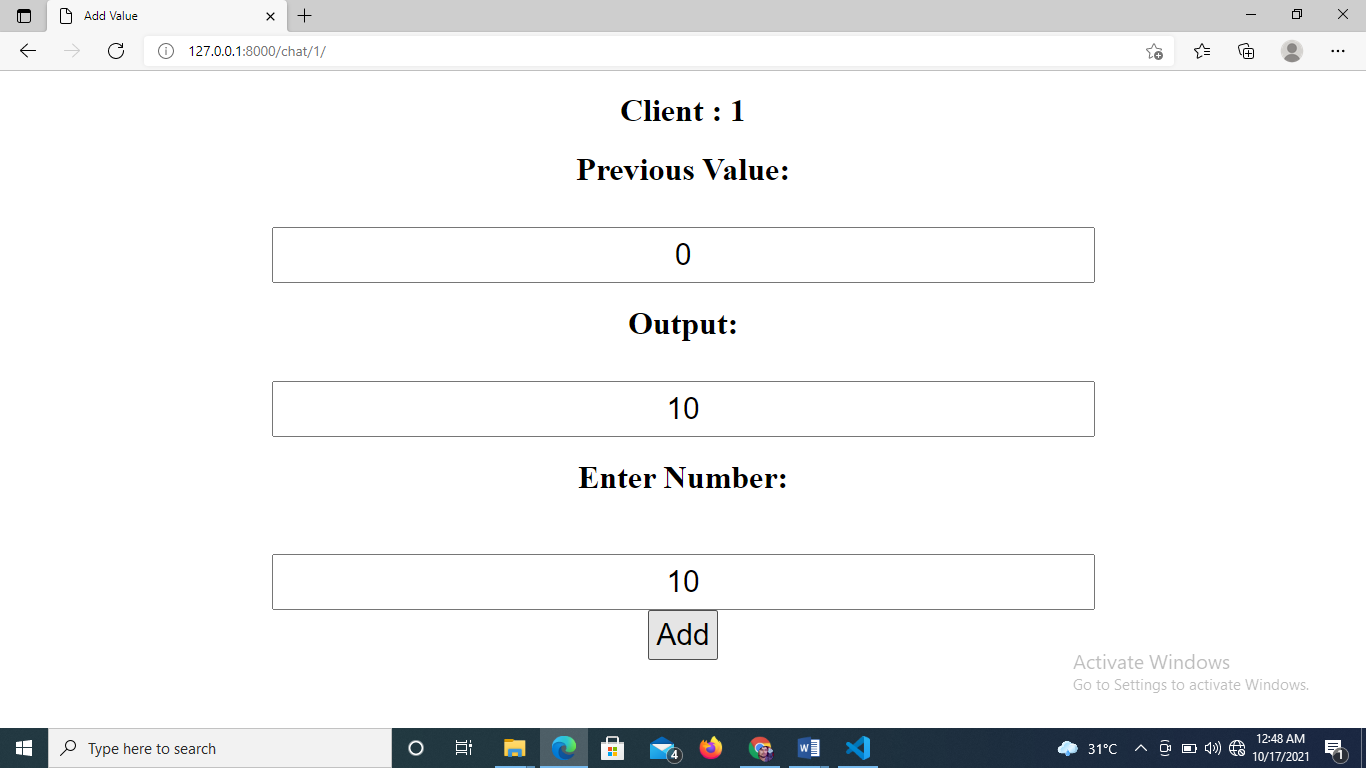 Add Value
127.0.0.1:8000/chat/1/
Client : 1
Previous Value:
0
Output:
10
Enter Number:
10
Add
Activate Windows
Go to Settings to activate Windows.
Type here to search
4
31°C
12:48 AM
10/17/2021
1